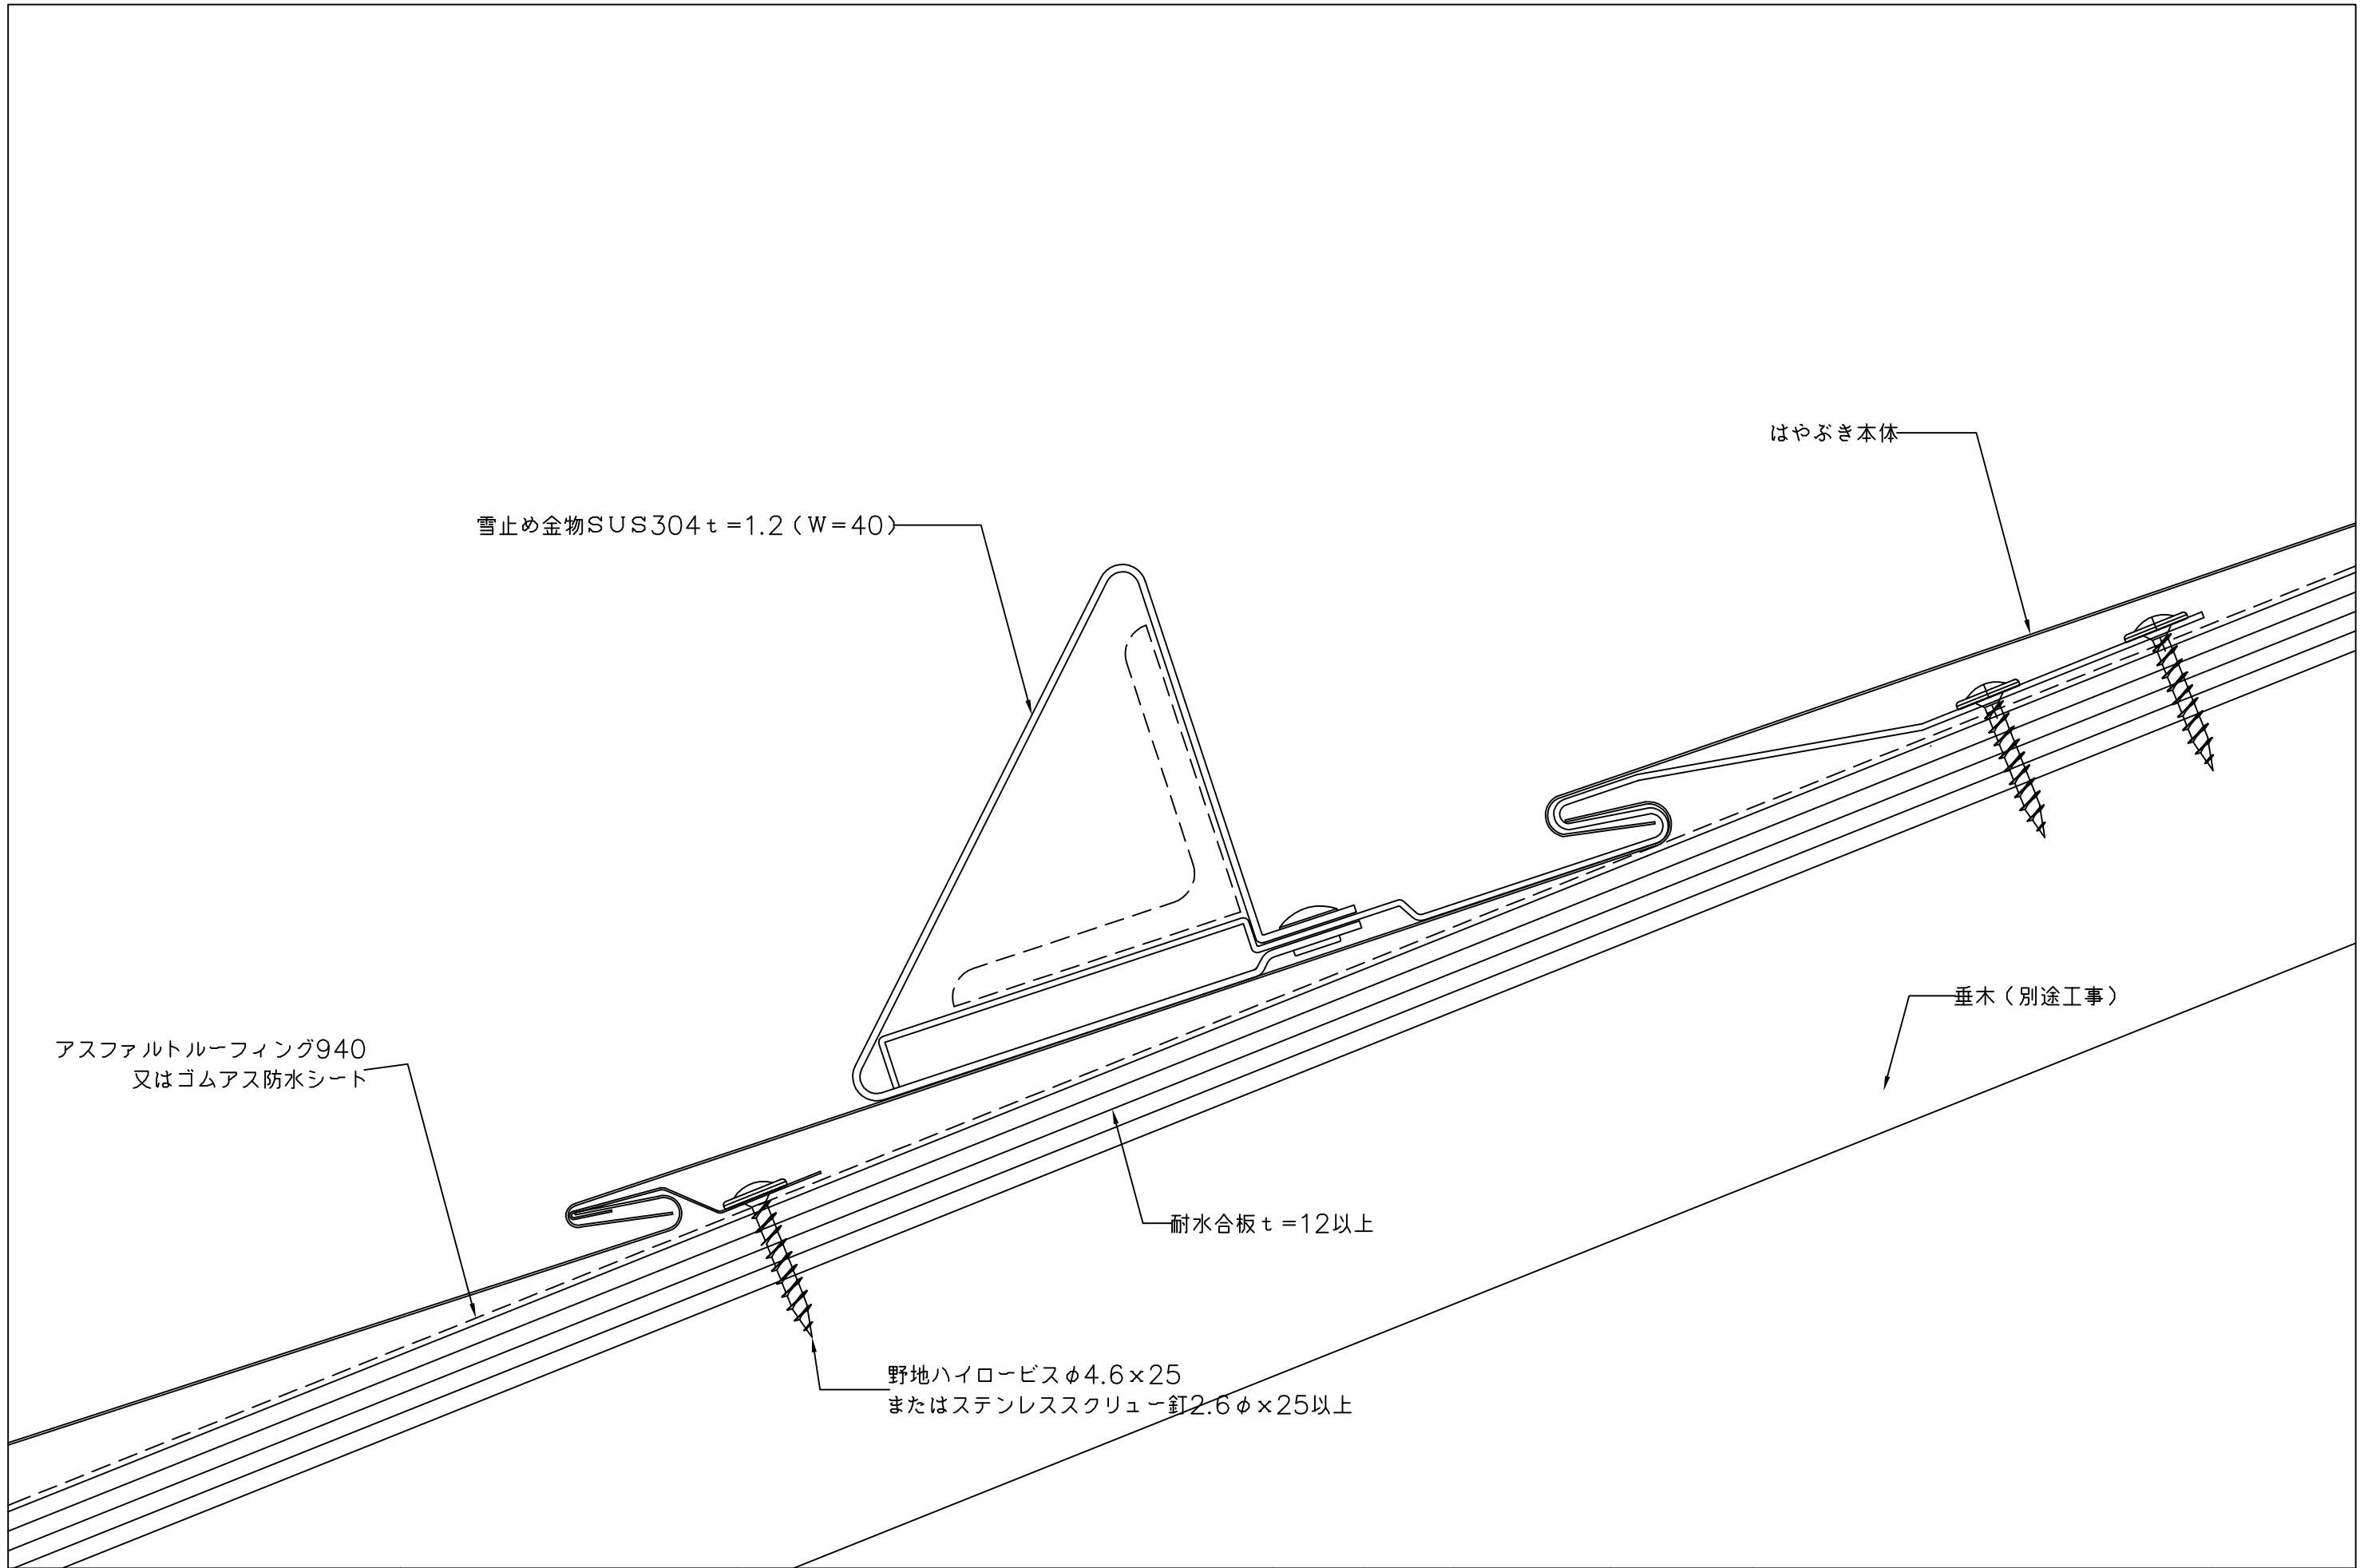 はやぶき本体
雪止め金物SUS304t=1.2(W=40)
垂木(別途工事)
アスファルトルーフィング940
又はゴムアス防水シート
耐水合板t=12以上
野地ハイロービスφ4.6×25
またはステンレススクリュー釘2.6φ×25以上